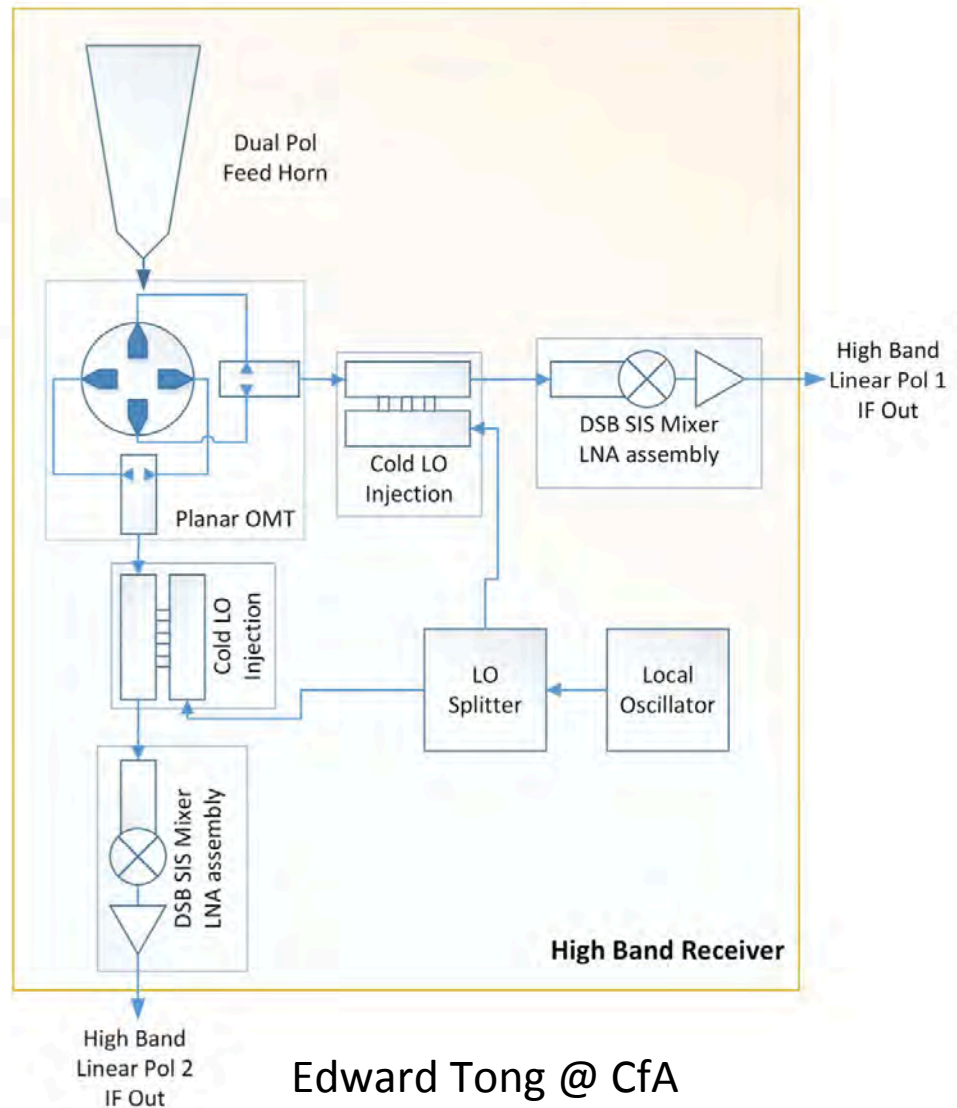 Dual Pol
Feed Horn
High Band
Linear Pol 1
IF Out
DSB SIS Mixer
LNA assembly
Cold LO
Injection
Planar OMT
Cold LO
Injection
LO
Splitter
Local
Oscillator
DSB SIS Mixer
LNA assembly
High Band Receiver
High Band
Linear Pol 2
IF Out
Edward Tong @ CfA